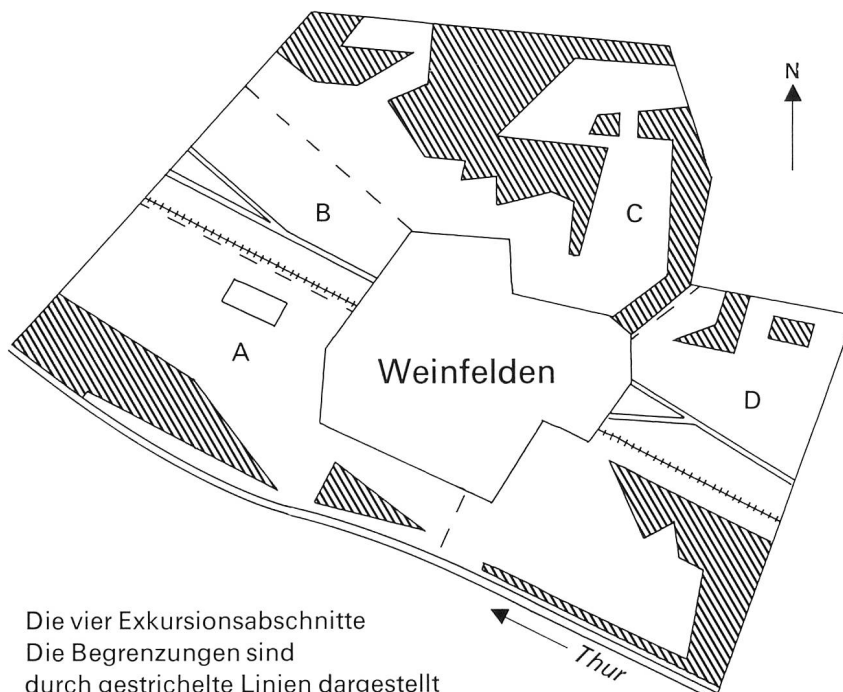 N
B
C
A
Weinfelden
D
Die vier Exkursionsabschnitte
Die Begrenzungen sind
durch gestrichelte Linien dargestellt
Thur